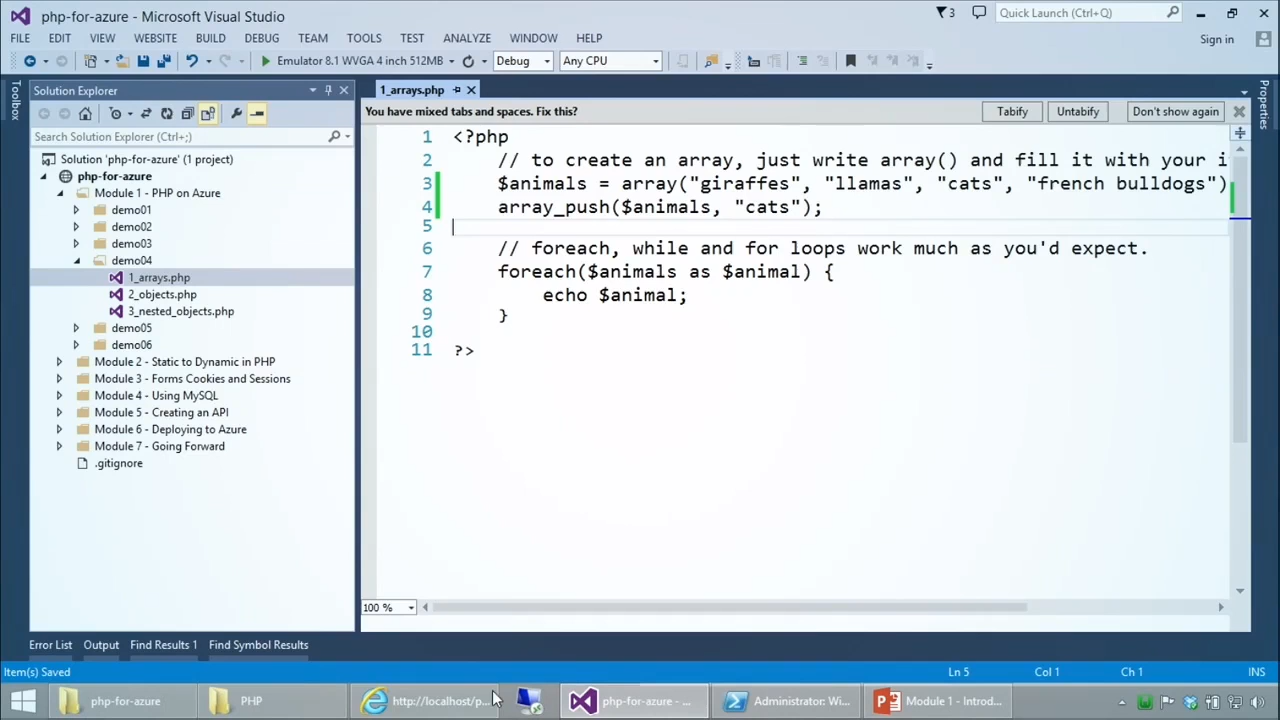 php-for-azure - Microsoft Visual Studio
3
Quick Launch (Ctrl+Q)
FILE EDIT VIEW WEBSITE BUILD DEBUG TEAM TOOLS TEST ANALYZE WINDOW HELP
Sign in
Emulator 8.1 WVGA 4 inch 512MB
Debug
Any CPU
Toolbox
Solution Explorer
Search Solution Explorer (Ctrl+;)
Solution 'php-for-azure' (1 project)
php-for-azure
Module 1 - PHP on Azure
demo01
demo02
demo03
demo04
1_arrays.php
2_objects.php
3_nested_objects.php
demo05
demo06
Module 2 - Static to Dynamic in PHP
Module 3 - Forms Cookies and Sessions
Module 4 - Using MySQL
Module 5 - Creating an API
Module 6 - Deploying to Azure
Module 7 - Going Forward
.gitignore
1_arrays.php
You have mixed tabs and spaces. Fix this?
Tabify
Untabify
Don't show again
1 <?php
2 // to create an array, just write array() and fill it with your i
3 $animals = array("giraffes", "llamas", "cats", "french bulldogs")
4 array_push($animals, "cats");
5
6 // foreach, while and for loops work much as you'd expect.
7 foreach($animals as $animal) {
8 echo $animal;
9 }
10
11 ?>
100 %
Properties
Error List Output Find Results 1 Find Symbol Results
Item(s) Saved
Ln 5 Col 1 Ch 1 INS
php-for-azure
PHP
http://localhost/p...
php-for-azure - ...
Administrator: Wi...
Module 1 - Introd...